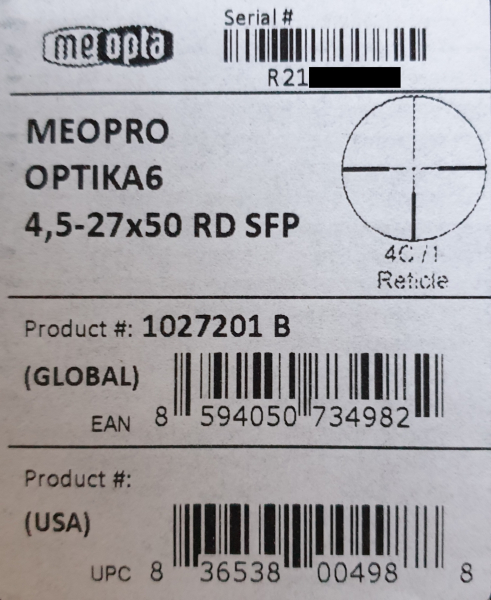 meopta
Serial #
R21
MEOPRO
OPTIKA6
4,5-27x50 RD SFP
4C /1
Reticle
Product #: 1027201 B
(GLOBAL)
EAN 8 594050 734982
Product #:
(USA)
UPC 8 36538 00498 8